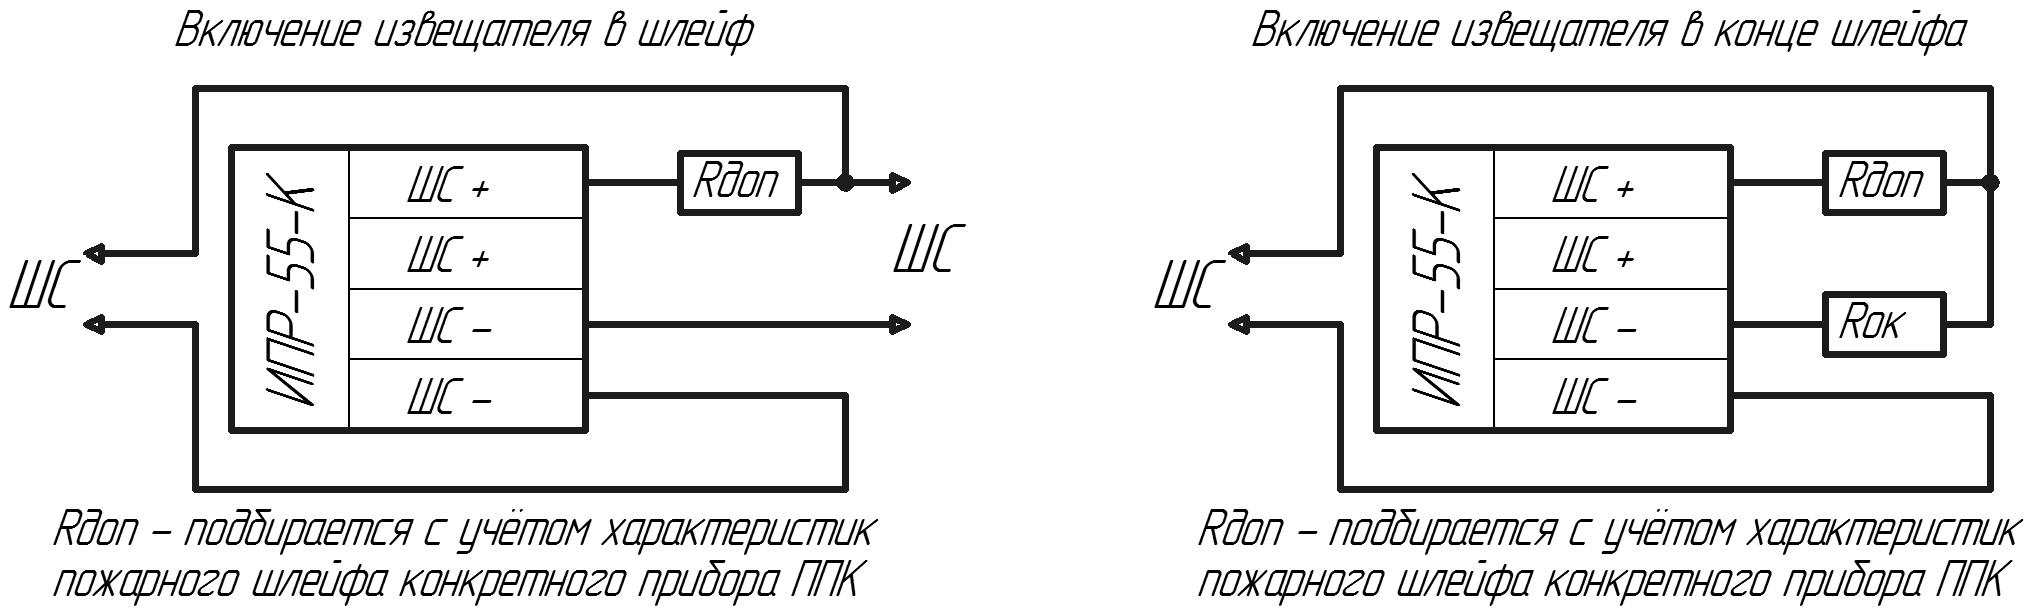 Включение извещателя в шлейф
ИПР-55-К
ШС +
ШС +
ШС -
ШС -
Rдоп
ШС
ШС
Rдоп - подбирается с учётом характеристик
пожарного шлейфа конкретного прибора ППК
Включение извещателя в конце шлейфа
ИПР-55-К
ШС +
ШС +
ШС -
ШС -
Rдоп
Rок
ШС
Rдоп - подбирается с учётом характеристик
пожарного шлейфа конкретного прибора ППК